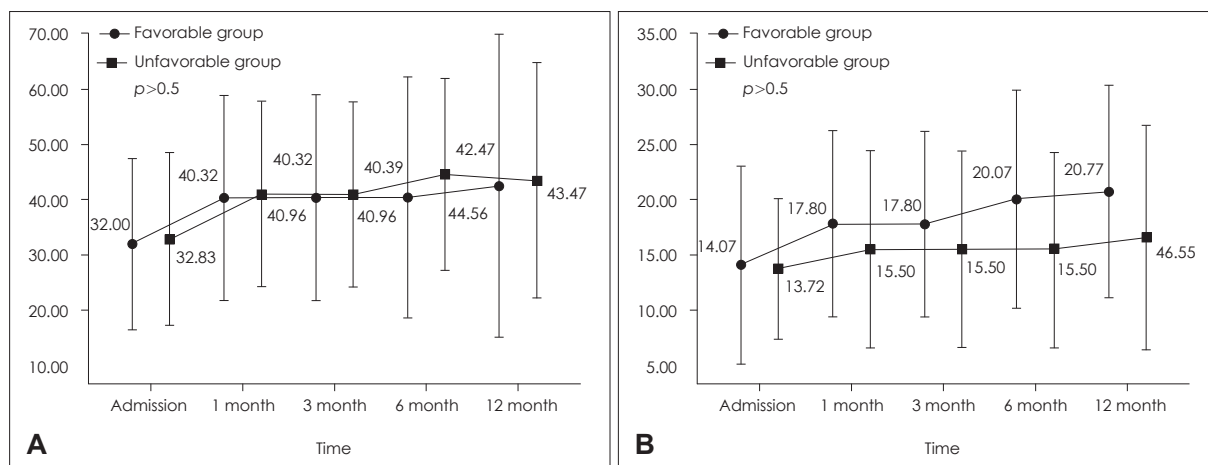 70.00
60.00
50.00
40.00
30.00
20.00
10.00
Favorable group
Unfavorable group
p>0.5
32.00
40.32
40.32
40.39
42.47
32.83
40.96
40.96
44.56
43.47
Admission
1 month
3 month
6 month
12 month
Time
A
35.00
30.00
25.00
20.00
15.00
10.00
5.00
Favorable group
Unfavorable group
p>0.5
14.07
17.80
17.80
20.07
20.77
13.72
15.50
15.50
15.50
46.55
Admission
1 month
3 month
6 month
12 month
Time
B